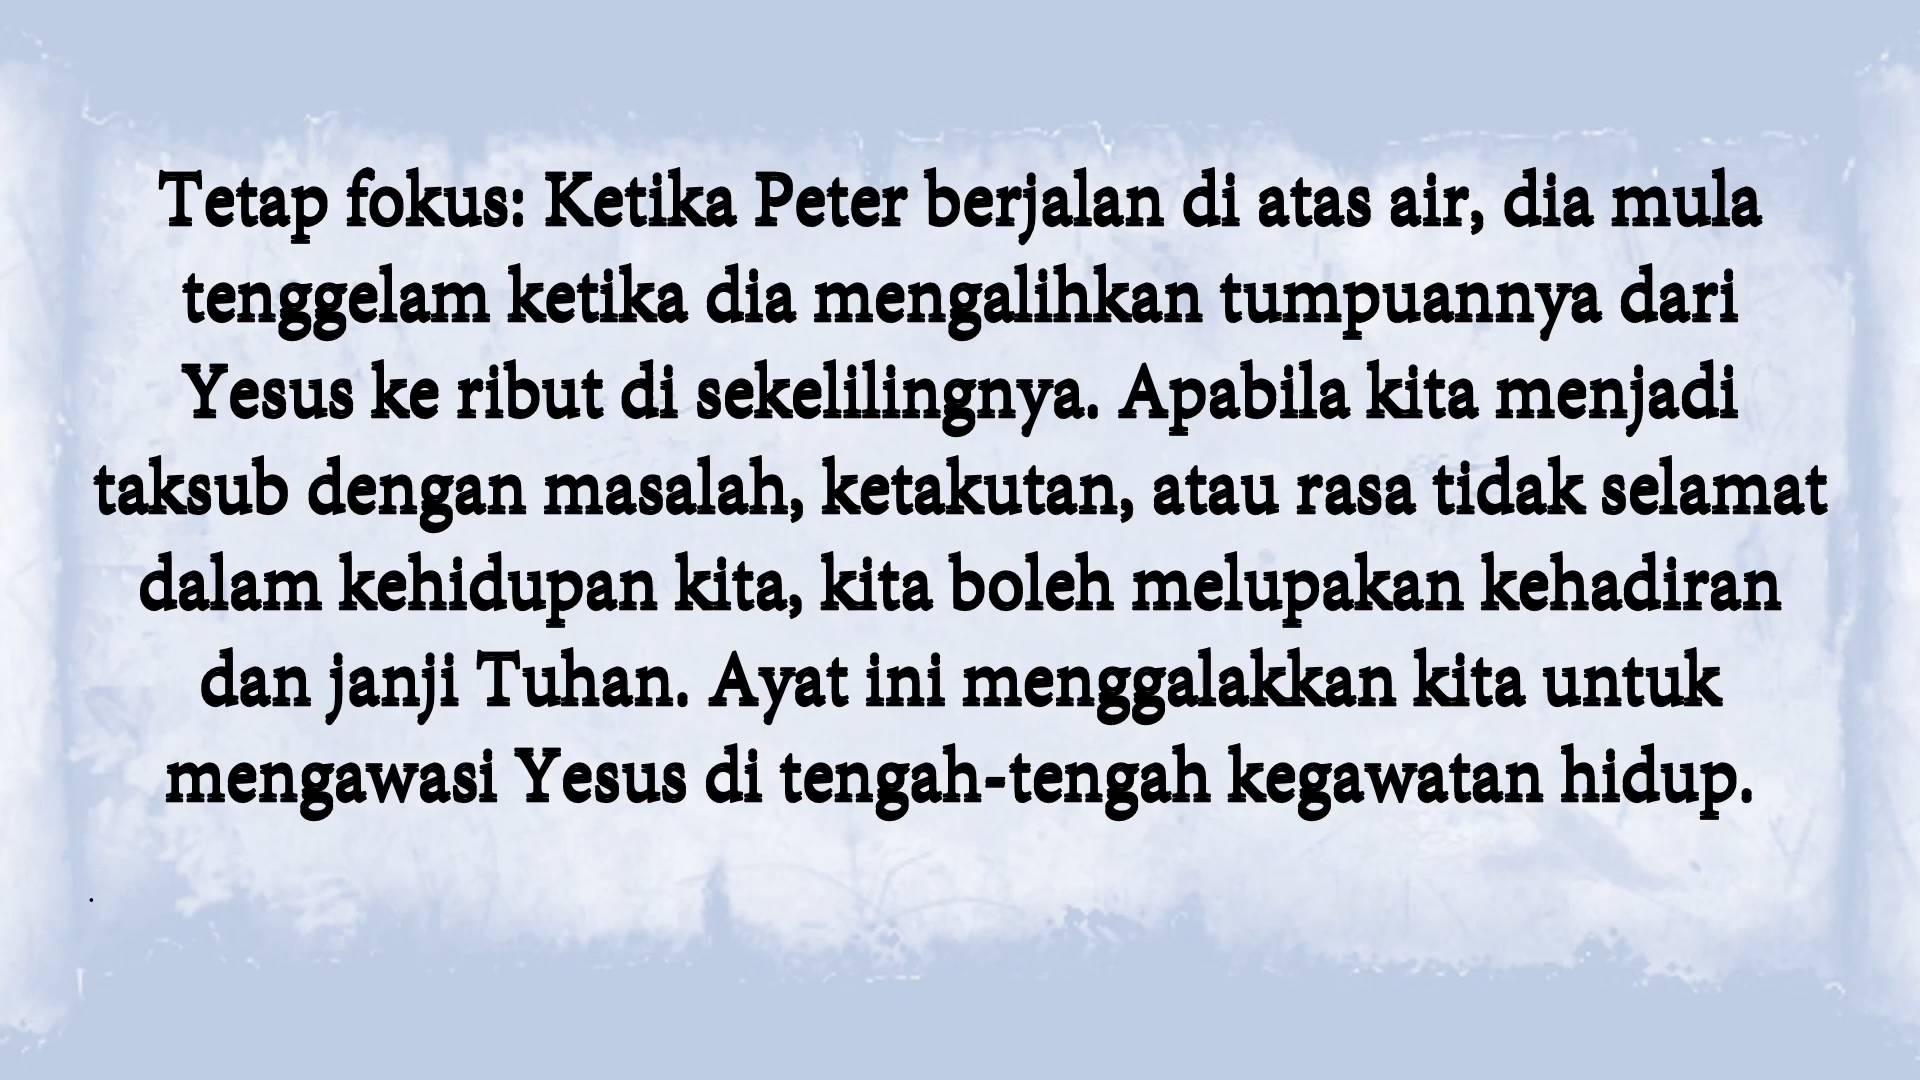 Tetap fokus: Ketika Peter berjalan di atas air, dia mula
tenggelam ketika dia mengalihkan tumpuannya dari
Yesus ke ribut di sekelilingnya. Apabila kita menjadi
taksub dengan masalah, ketakutan, atau rasa tidak selamat
dalam kehidupan kita, kita boleh melupakan kehadiran
dan janji Tuhan. Ayat ini menggalakkan kita untuk
mengawasi Yesus di tengah-tengah kegawatan hidup.
.